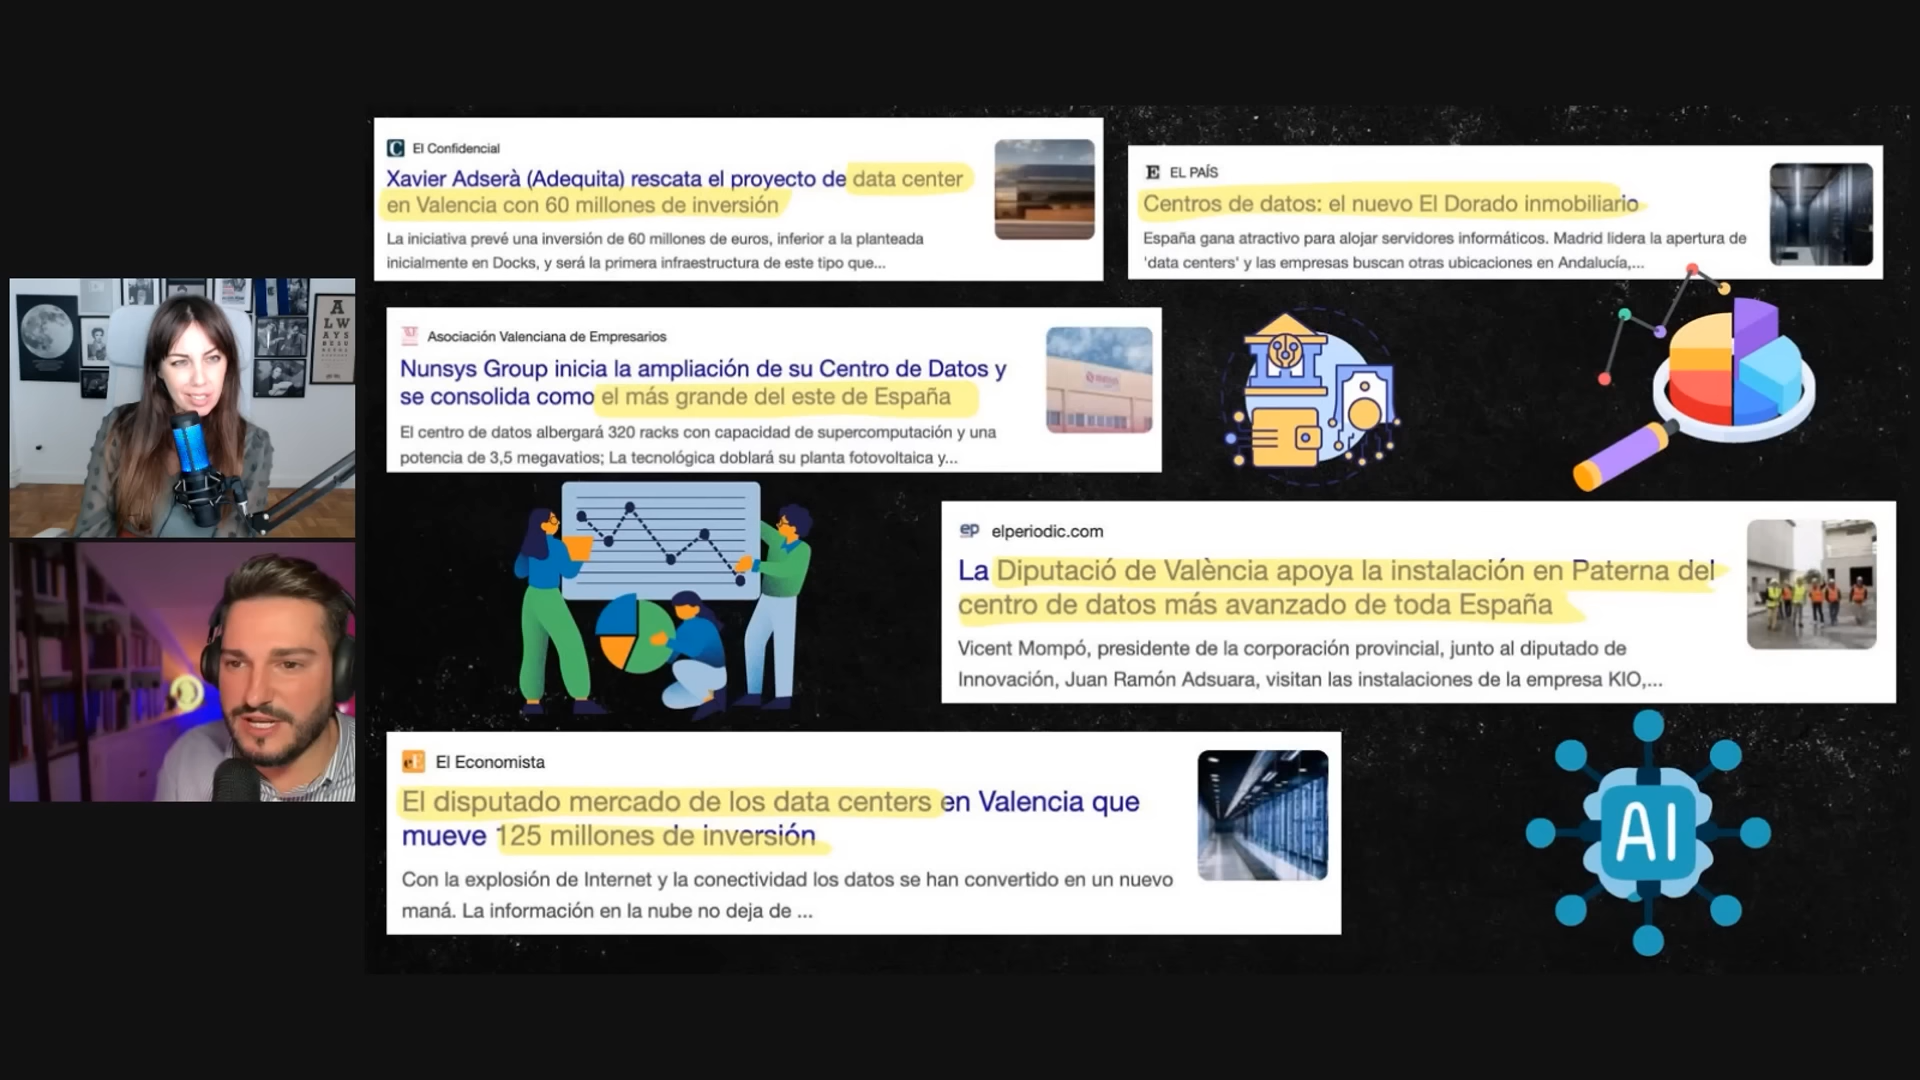 El Confidencial
Xavier Adserà (Adequita) rescata el proyecto de data center
en Valencia con 60 millones de inversión
La iniciativa prevé una inversión de 60 millones de euros, inferior a la planteada
inicialmente en Docks, y será la primera infraestructura de este tipo que...
EL PAÍS
Centros de datos: el nuevo El Dorado inmobiliario
España gana atractivo para alojar servidores informáticos. Madrid lidera la apertura de
'data centers' y las empresas buscan otras ubicaciones en Andalucía,...
Asociación Valenciana de Empresarios
Nunsys Group inicia la ampliación de su Centro de Datos y
se consolida como el más grande del este de España
El centro de datos albergará 320 racks con capacidad de supercomputación y una
potencia de 3,5 megavatios; La tecnológica doblará su planta fotovoltaica y...
ep elperiodic.com
La Diputació de València apoya la instalación en Paterna del
centro de datos más avanzado de toda España
Vicent Mompó, presidente de la corporación provincial, junto al diputado de
Innovación, Juan Ramón Adsuara, visitan las instalaciones de la empresa KIO,...
eE El Economista
El disputado mercado de los data centers en Valencia que
mueve 125 millones de inversión
Con la explosión de Internet y la conectividad los datos se han convertido en un nuevo
maná. La información en la nube no deja de ...
AI
A
LW
AYS